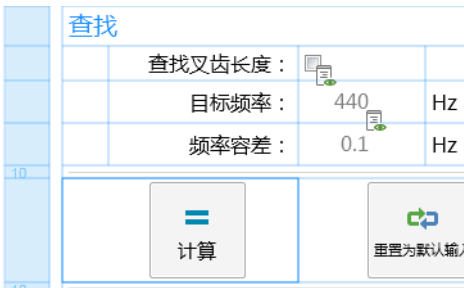 查找
查找叉齿长度：
目标频率： 440 Hz
频率容差： 0.1 Hz
10
计算
重置为默认输入